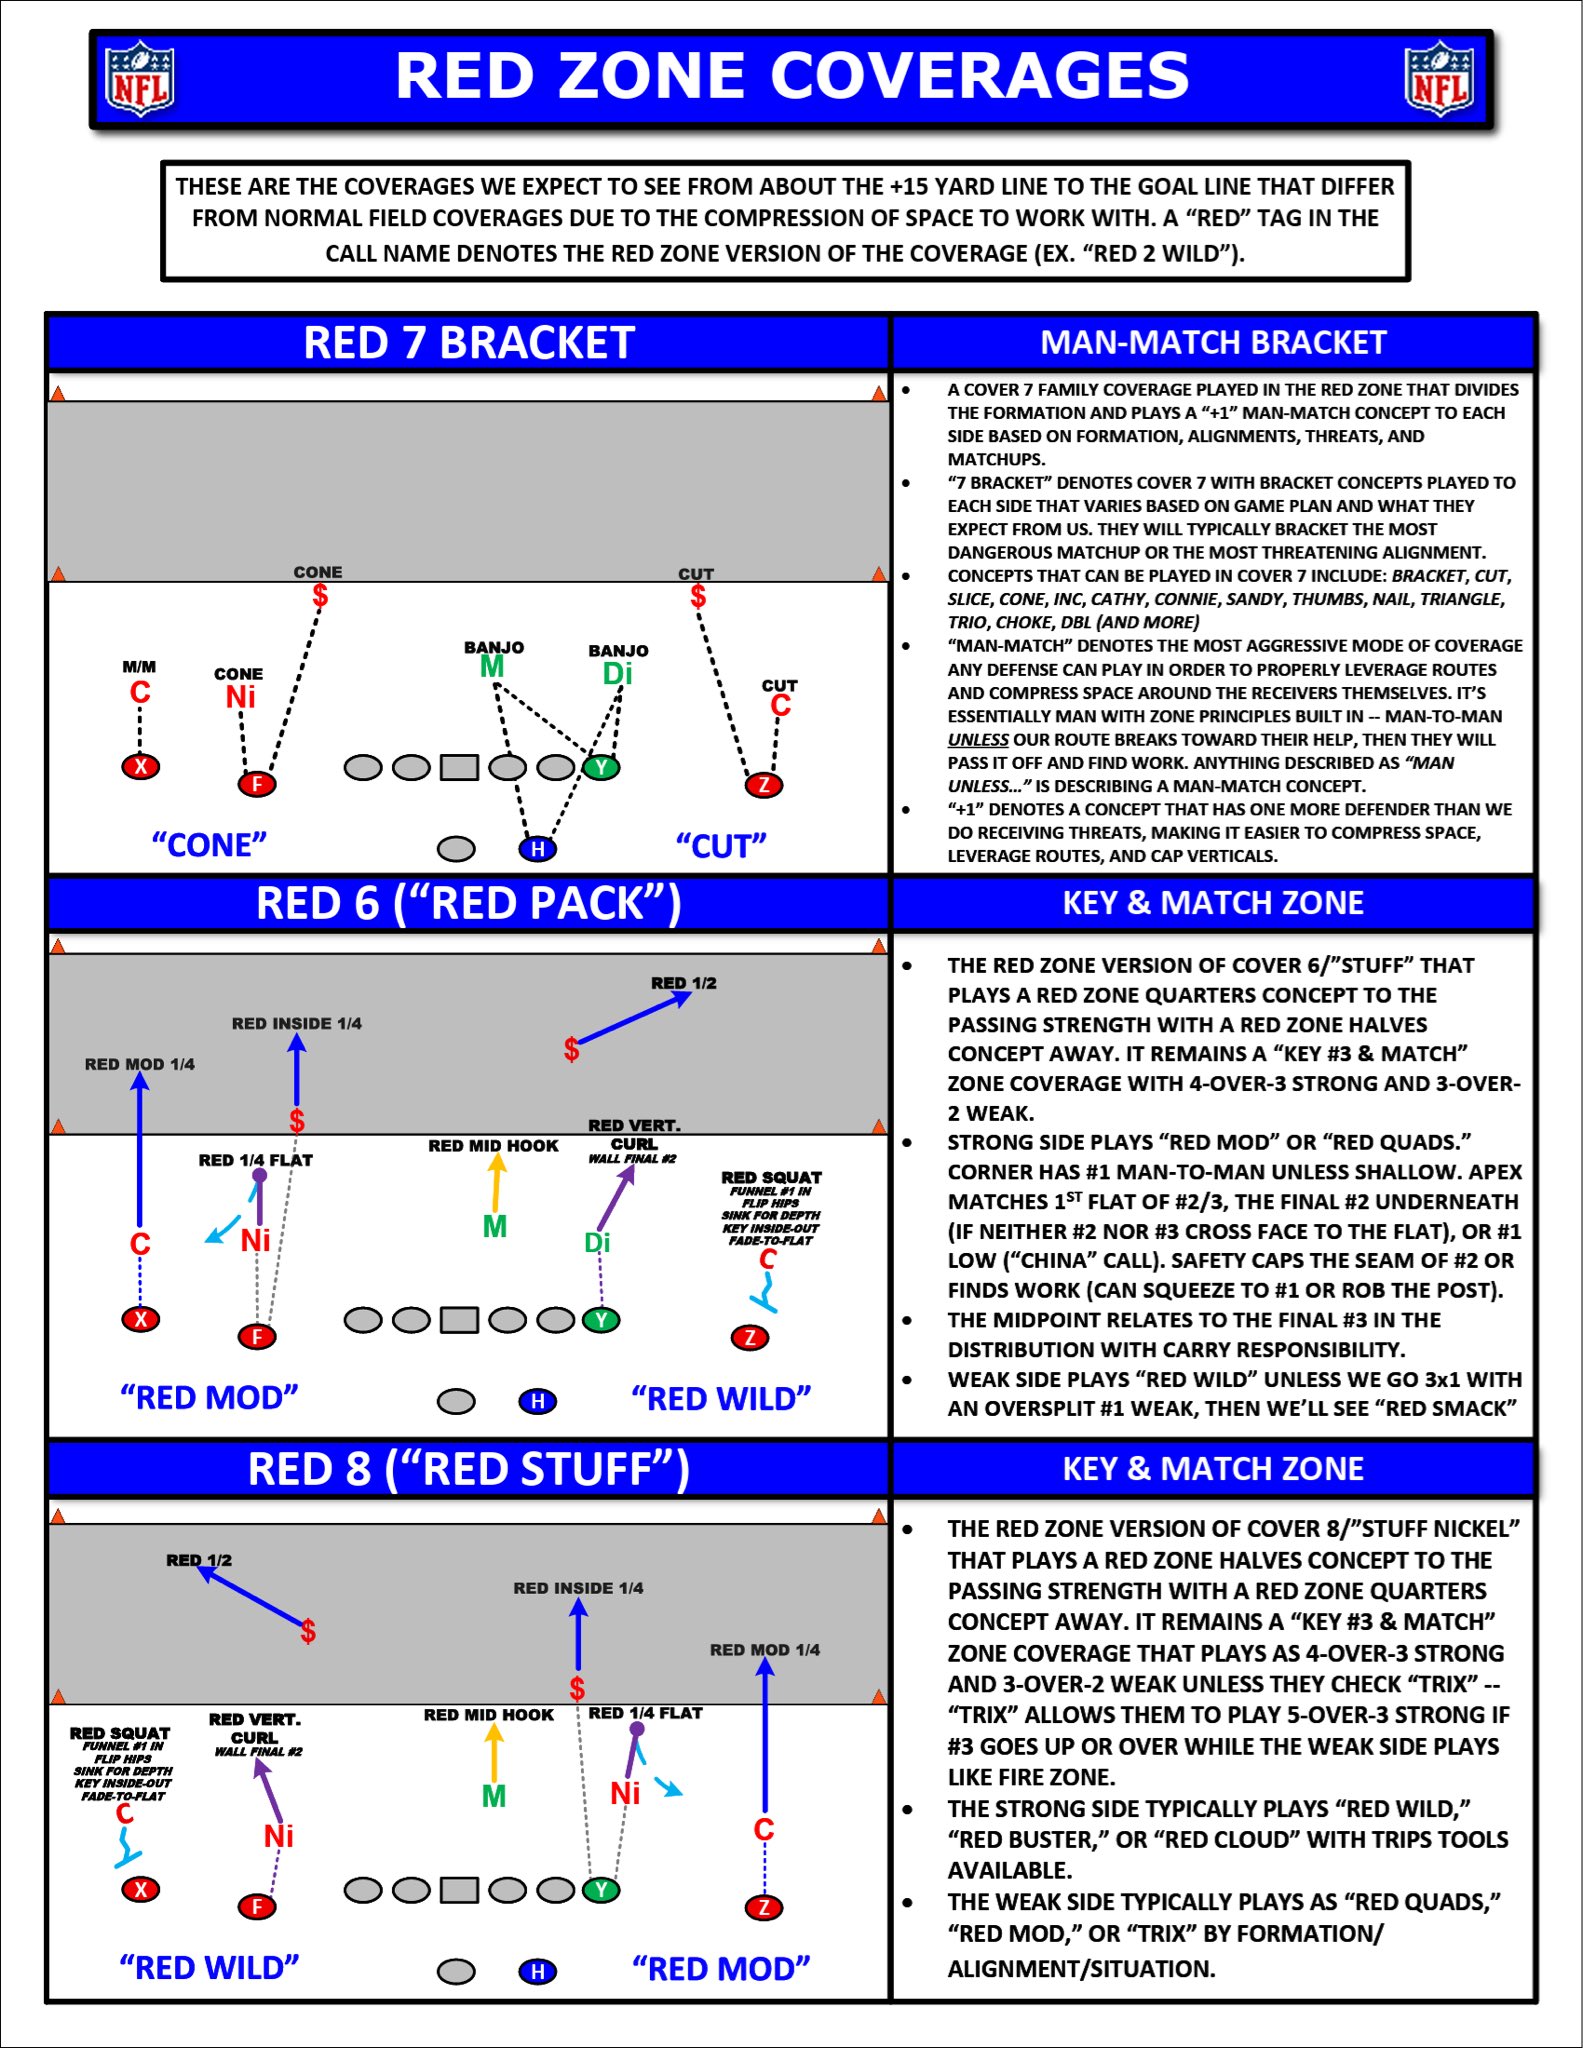 NFL
RED ZONE COVERAGES
NFL
THESE ARE THE COVERAGES WE EXPECT TO SEE FROM ABOUT THE +15 YARD LINE TO THE GOAL LINE THAT DIFFER
FROM NORMAL FIELD COVERAGES DUE TO THE COMPRESSION OF SPACE TO WORK WITH. A “RED” TAG IN THE
CALL NAME DENOTES THE RED ZONE VERSION OF THE COVERAGE (EX. “RED 2 WILD”).
RED 7 BRACKET
CONE
$
CUT
$
M/M
C
CONE
Ni
BANJO
M
BANJO
Di
CUT
C
X
F
Y
Z
H
“CONE”
“CUT”
MAN-MATCH BRACKET
• A COVER 7 FAMILY COVERAGE PLAYED IN THE RED ZONE THAT DIVIDES
THE FORMATION AND PLAYS A “+1” MAN-MATCH CONCEPT TO EACH
SIDE BASED ON FORMATION, ALIGNMENTS, THREATS, AND
MATCHUPS.
• “7 BRACKET” DENOTES COVER 7 WITH BRACKET CONCEPTS PLAYED TO
EACH SIDE THAT VARIES BASED ON GAME PLAN AND WHAT THEY
EXPECT FROM US. THEY WILL TYPICALLY BRACKET THE MOST
DANGEROUS MATCHUP OR THE MOST THREATENING ALIGNMENT.
• CONCEPTS THAT CAN BE PLAYED IN COVER 7 INCLUDE: BRACKET, CUT,
SLICE, CONE, INC, CATHY, CONNIE, SANDY, THUMBS, NAIL, TRIANGLE,
TRIO, CHOKE, DBL (AND MORE)
• “MAN-MATCH” DENOTES THE MOST AGGRESSIVE MODE OF COVERAGE
ANY DEFENSE CAN PLAY IN ORDER TO PROPERLY LEVERAGE ROUTES
AND COMPRESS SPACE AROUND THE RECEIVERS THEMSELVES. IT’S
ESSENTIALLY MAN WITH ZONE PRINCIPLES BUILT IN -- MAN-TO-MAN
UNLESS OUR ROUTE BREAKS TOWARD THEIR HELP, THEN THEY WILL
PASS IT OFF AND FIND WORK. ANYTHING DESCRIBED AS “MAN
UNLESS…” IS DESCRIBING A MAN-MATCH CONCEPT.
• “+1” DENOTES A CONCEPT THAT HAS ONE MORE DEFENDER THAN WE
DO RECEIVING THREATS, MAKING IT EASIER TO COMPRESS SPACE,
LEVERAGE ROUTES, AND CAP VERTICALS.
RED 6 (“RED PACK”)
RED 1/2
$
RED INSIDE 1/4
RED MOD 1/4
$
RED 1/4 FLAT
RED MID HOOK
RED VERT.
CURL
WALL FINAL #2
RED SQUAT
FUNNEL #1 IN
FLIP HIPS
SINK FOR DEPTH
KEY INSIDE-OUT
FADE-TO-FLAT
C
Ni
M
Di
C
X
F
Y
Z
H
“RED MOD”
“RED WILD”
KEY & MATCH ZONE
• THE RED ZONE VERSION OF COVER 6/”STUFF” THAT
PLAYS A RED ZONE QUARTERS CONCEPT TO THE
PASSING STRENGTH WITH A RED ZONE HALVES
CONCEPT AWAY. IT REMAINS A “KEY #3 & MATCH”
ZONE COVERAGE WITH 4-OVER-3 STRONG AND 3-OVER-
2 WEAK.
• STRONG SIDE PLAYS “RED MOD” OR “RED QUADS.”
CORNER HAS #1 MAN-TO-MAN UNLESS SHALLOW. APEX
MATCHES 1ST FLAT OF #2/3, THE FINAL #2 UNDERNEATH
(IF NEITHER #2 NOR #3 CROSS FACE TO THE FLAT), OR #1
LOW (“CHINA” CALL). SAFETY CAPS THE SEAM OF #2 OR
FINDS WORK (CAN SQUEEZE TO #1 OR ROB THE POST).
• THE MIDPOINT RELATES TO THE FINAL #3 IN THE
DISTRIBUTION WITH CARRY RESPONSIBILITY.
• WEAK SIDE PLAYS “RED WILD” UNLESS WE GO 3x1 WITH
AN OVERSPLIT #1 WEAK, THEN WE’LL SEE “RED SMACK”
RED 8 (“RED STUFF”)
RED 1/2
$
RED INSIDE 1/4
RED MOD 1/4
$
RED SQUAT
FUNNEL #1 IN
FLIP HIPS
SINK FOR DEPTH
KEY INSIDE-OUT
FADE-TO-FLAT
RED VERT.
CURL
WALL FINAL #2
RED MID HOOK
RED 1/4 FLAT
C
Ni
M
Ni
C
X
F
Y
Z
H
“RED WILD”
“RED MOD”
KEY & MATCH ZONE
• THE RED ZONE VERSION OF COVER 8/”STUFF NICKEL”
THAT PLAYS A RED ZONE HALVES CONCEPT TO THE
PASSING STRENGTH WITH A RED ZONE QUARTERS
CONCEPT AWAY. IT REMAINS A “KEY #3 & MATCH”
ZONE COVERAGE THAT PLAYS AS 4-OVER-3 STRONG
AND 3-OVER-2 WEAK UNLESS THEY CHECK “TRIX” --
“TRIX” ALLOWS THEM TO PLAY 5-OVER-3 STRONG IF
#3 GOES UP OR OVER WHILE THE WEAK SIDE PLAYS
LIKE FIRE ZONE.
• THE STRONG SIDE TYPICALLY PLAYS “RED WILD,”
“RED BUSTER,” OR “RED CLOUD” WITH TRIPS TOOLS
AVAILABLE.
• THE WEAK SIDE TYPICALLY PLAYS AS “RED QUADS,”
“RED MOD,” OR “TRIX” BY FORMATION/
ALIGNMENT/SITUATION.